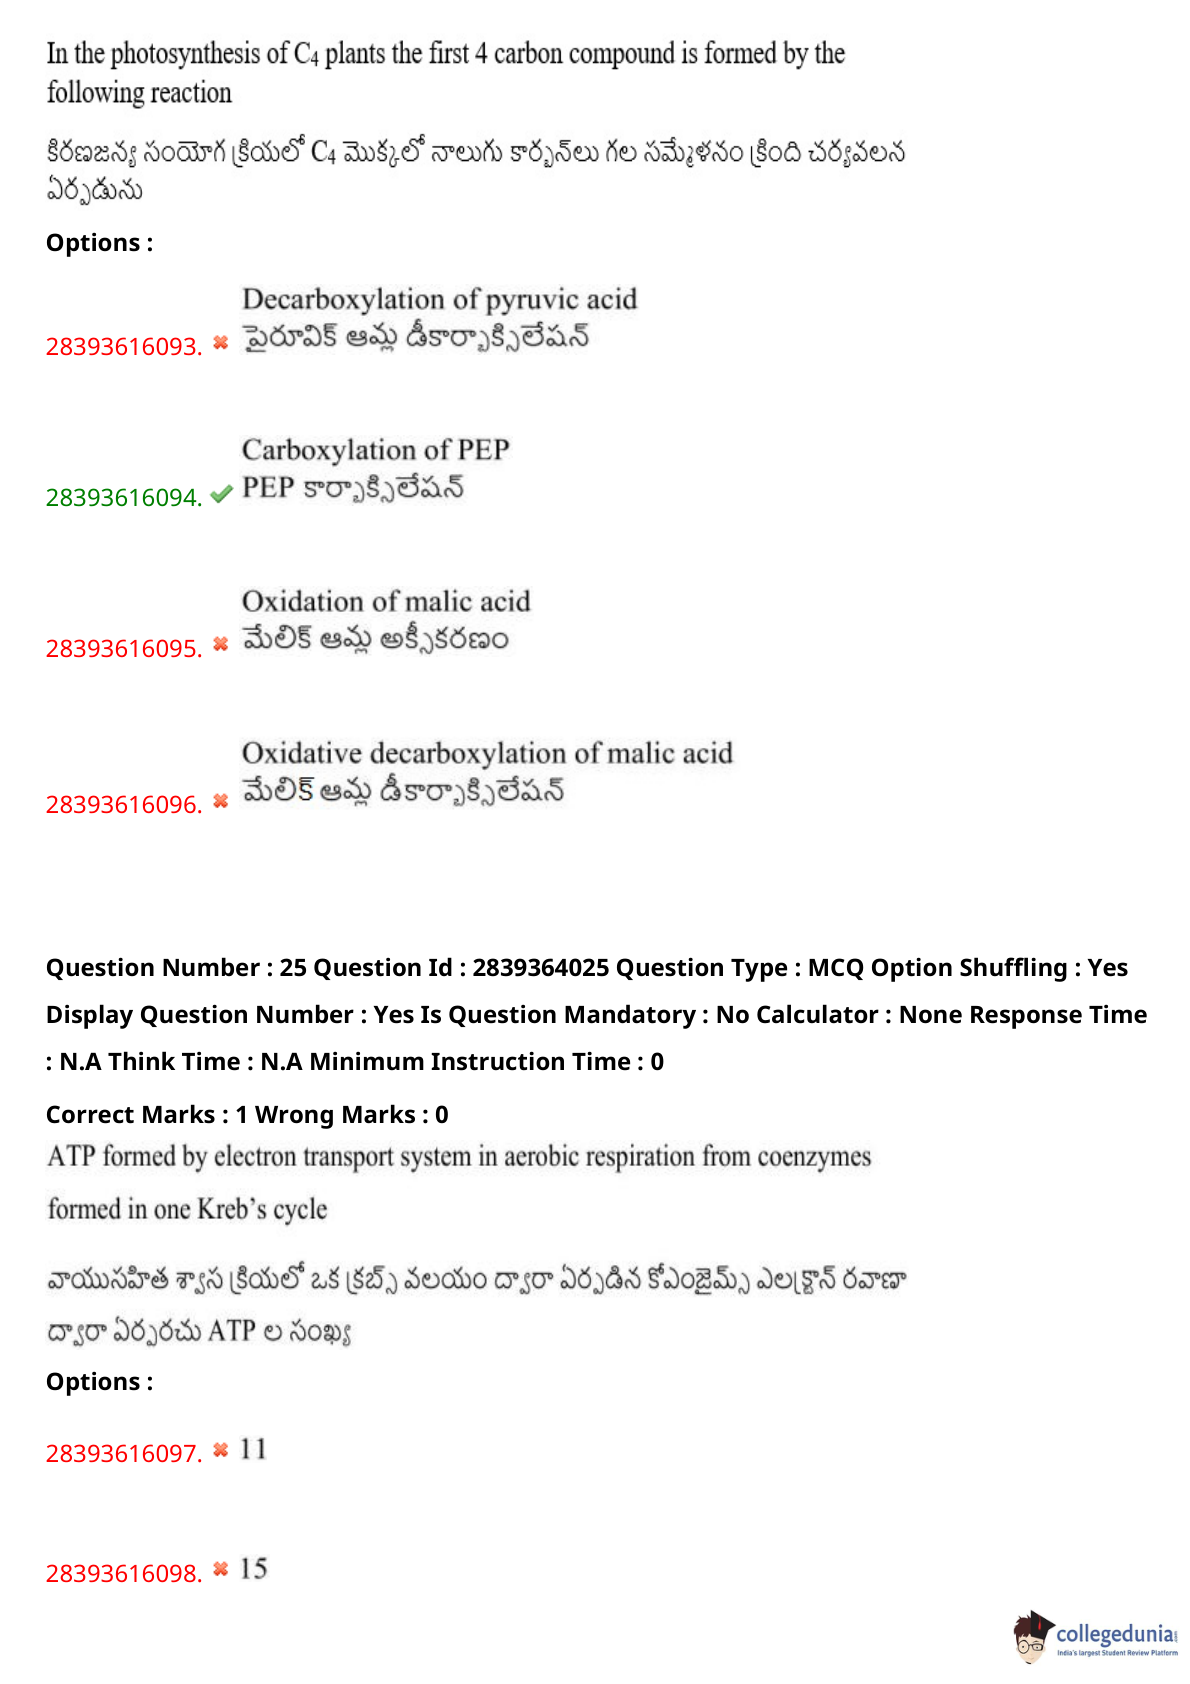 In the photosynthesis of C₄ plants the first 4 carbon compound is formed by the
following reaction
కిరణజన్య సంయోగ క్రియలో C₄ మొక్కలో నాలుగు కార్బన్‌లు గల సమ్మేళనం క్రింది చర్యవలన
ఏర్పడును
Options :
Decarboxylation of pyruvic acid
28393616093. పైరూవిక్ ఆమ్ల డీకార్బాక్సిలేషన్
Carboxylation of PEP
28393616094. PEP కార్బాక్సిలేషన్
Oxidation of malic acid
28393616095. మేలిక్ ఆమ్ల అక్సీకరణం
Oxidative decarboxylation of malic acid
28393616096. మేలిక్ ఆమ్ల డీకార్బాక్సిలేషన్
Question Number : 25 Question Id : 2839364025 Question Type : MCQ Option Shuffling : Yes
Display Question Number : Yes Is Question Mandatory : No Calculator : None Response Time
: N.A Think Time : N.A Minimum Instruction Time : 0
Correct Marks : 1 Wrong Marks : 0
ATP formed by electron transport system in aerobic respiration from coenzymes
formed in one Kreb’s cycle
వాయుసహిత శ్వాస క్రియలో ఒక క్రబ్స్ వలయం ద్వారా ఏర్పడిన కోఎంజైమ్స్ ఎలక్ట్రాన్ రవాణా
ద్వారా ఏర్పరచు ATP ల సంఖ్య
Options :
28393616097. 11
28393616098. 15
collegedunia
India's largest Student Review Platform